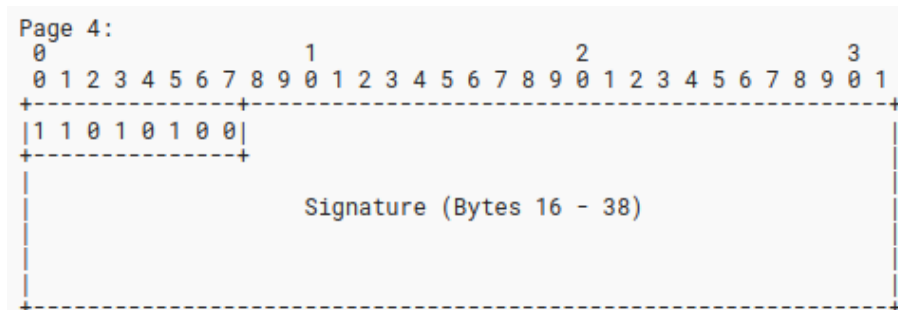 Page 4:
 0                   1                   2                   3
 0 1 2 3 4 5 6 7 8 9 0 1 2 3 4 5 6 7 8 9 0 1 2 3 4 5 6 7 8 9 0 1
+---------------+-----------------------------------------------+
|1 1 0 1 0 1 0 0|                                               |
+---------------+                                               |
|                                                               |
|                    Signature (Bytes 16 - 38)                  |
|                                                               |
|                                                               |
|                                                               |
+---------------------------------------------------------------+